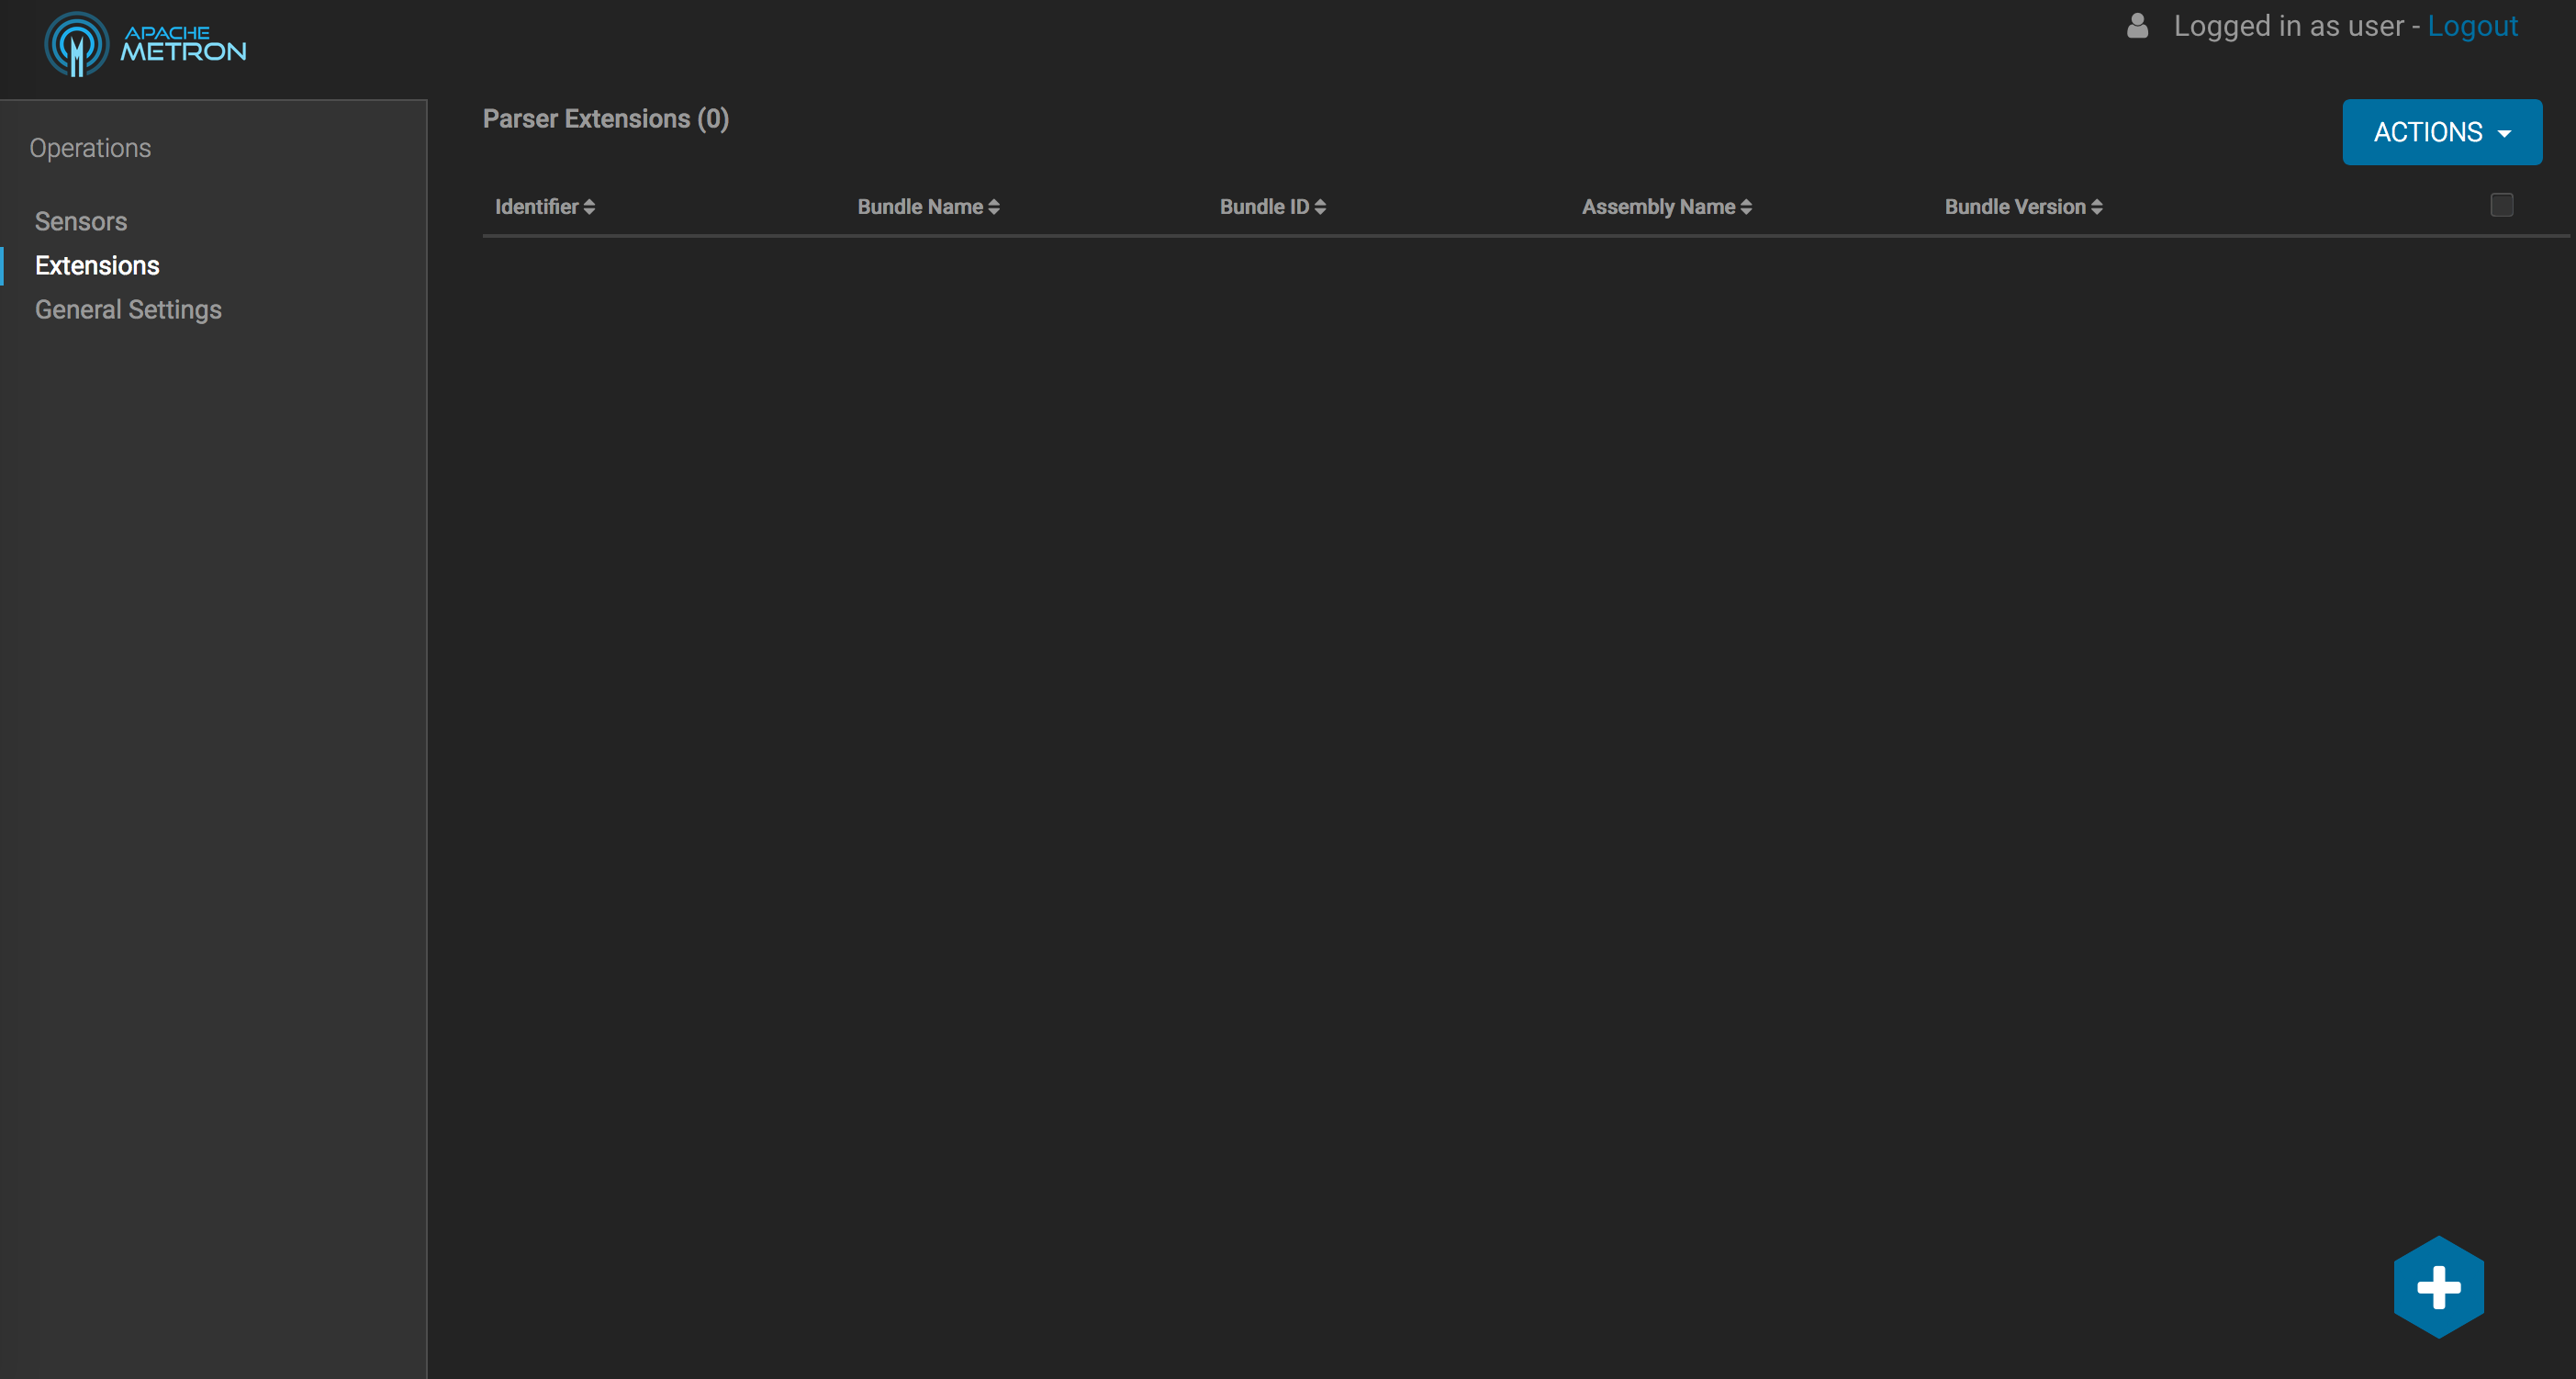 APACHE
METRON
Logged in as user - Logout
Operations
Sensors
Extensions
General Settings
Parser Extensions (0)
ACTIONS
Identifier Bundle Name Bundle ID Assembly Name Bundle Version